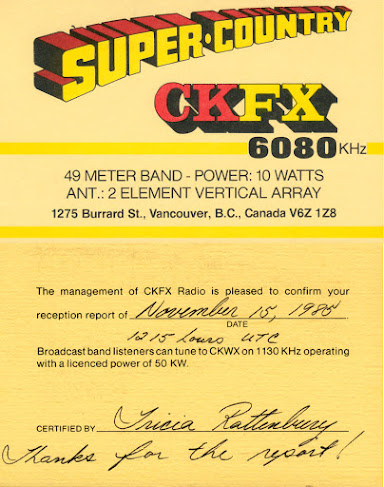 SUPER·COUNTRY
CKFX
6080 KHz
49 METER BAND - POWER: 10 WATTS
ANT.: 2 ELEMENT VERTICAL ARRAY
1275 Burrard St., Vancouver, B.C., Canada V6Z 1Z8
The management of CKFX Radio is pleased to confirm your
reception report of November 15, 1985
DATE
1215 hours UTC
Broadcast band listeners can tune to CKWX on 1130 KHz operating
with a licenced power of 50 KW.
CERTIFIED BY Tricia Rattenbury
Thanks for the report!